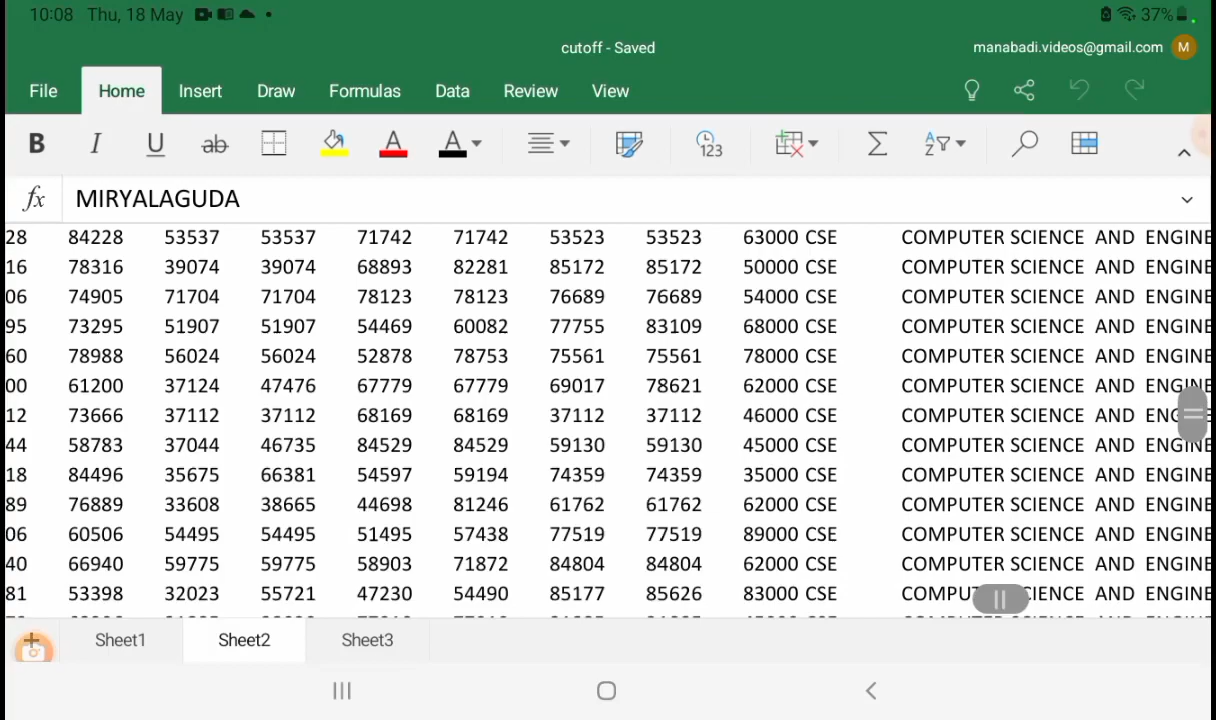 10:08 Thu, 18 May
37%
cutoff - Saved
manabadi.videos@gmail.com M
File Home Insert Draw Formulas Data Review View
B I U ab A A 123 Σ A Z
fx MIRYALAGUDA
28 84228 53537 53537 71742 71742 53523 53523 63000 CSE COMPUTER SCIENCE AND ENGINE
16 78316 39074 39074 68893 82281 85172 85172 50000 CSE COMPUTER SCIENCE AND ENGINE
06 74905 71704 71704 78123 78123 76689 76689 54000 CSE COMPUTER SCIENCE AND ENGINE
95 73295 51907 51907 54469 60082 77755 83109 68000 CSE COMPUTER SCIENCE AND ENGINE
60 78988 56024 56024 52878 78753 75561 75561 78000 CSE COMPUTER SCIENCE AND ENGINE
00 61200 37124 47476 67779 67779 69017 78621 62000 CSE COMPUTER SCIENCE AND ENGINE
12 73666 37112 37112 68169 68169 37112 37112 46000 CSE COMPUTER SCIENCE AND ENG
44 58783 37044 46735 84529 84529 59130 59130 45000 CSE COMPUTER SCIENCE AND ENGINE
18 84496 35675 66381 54597 59194 74359 74359 35000 CSE COMPUTER SCIENCE AND ENGINE
89 76889 33608 38665 44698 81246 61762 61762 62000 CSE COMPUTER SCIENCE AND ENGINE
06 60506 54495 54495 51495 57438 77519 77519 89000 CSE COMPUTER SCIENCE AND ENGINE
40 66940 59775 59775 58903 71872 84804 84804 62000 CSE COMPUTER SCIENCE AND ENGINE
81 53398 32023 55721 47230 54490 85177 85626 83000 CSE COMPU CIENCE AND ENGINE
Sheet1 Sheet2 Sheet3